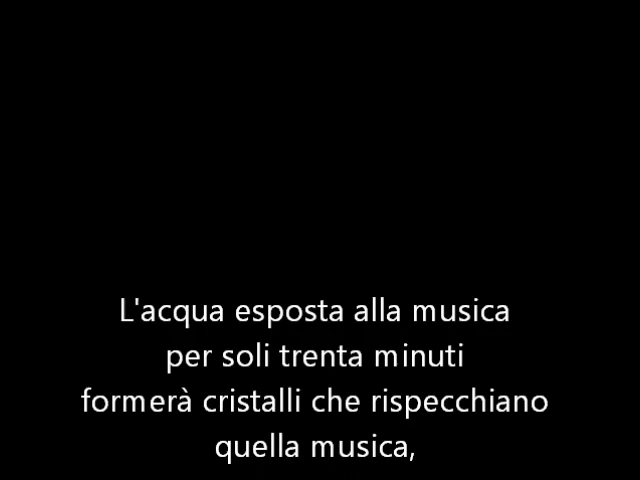 L'acqua esposta alla musica
per soli trenta minuti
formerà cristalli che rispecchiano
quella musica,